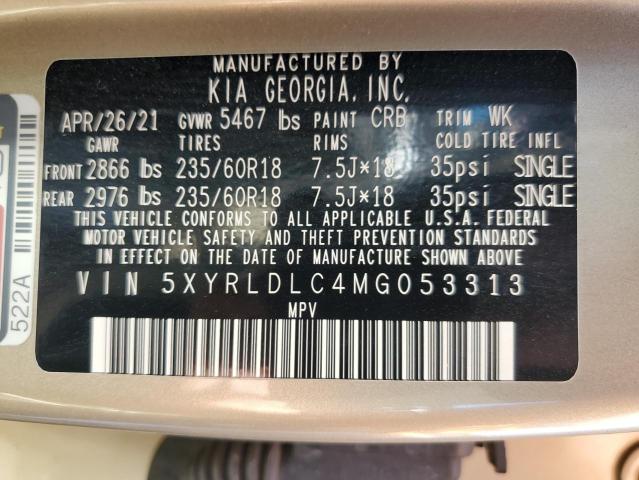 MANUFACTURED BY
KIA GEORGIA, INC.
APR/26/21 GVWR 5467 lbs PAINT CRB TRIM WK
GAWR TIRES RIMS COLD TIRE INFL
FRONT 2866 lbs 235/60R18 7.5J×18 35psi SINGLE
REAR 2976 lbs 235/60R18 7.5J×18 35psi SINGLE
THIS VEHICLE CONFORMS TO ALL APPLICABLE U.S.A. FEDERAL
MOTOR VEHICLE SAFETY AND THEFT PREVENTION STANDARDS
IN EFFECT ON THE DATE OF MANUFACTURE SHOWN ABOVE
VIN 5XYRLDLC4MG053313
MPV
522A